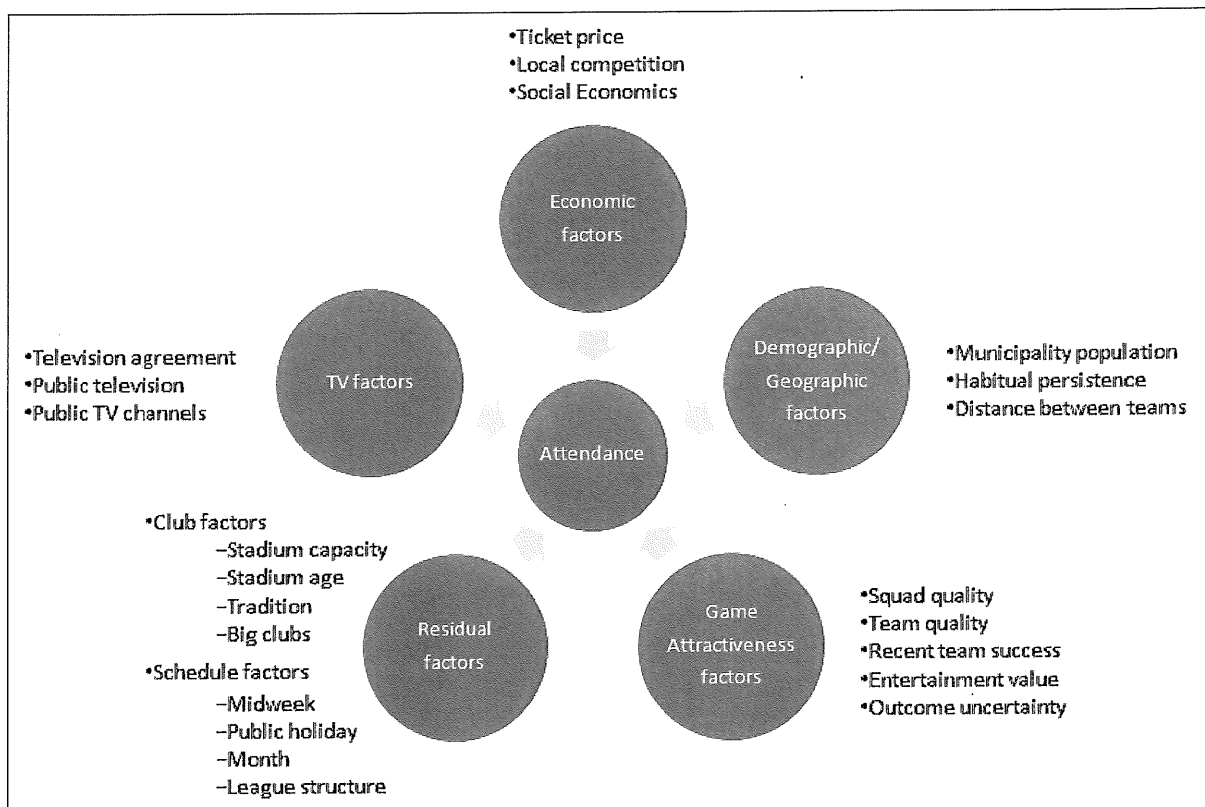 •Ticket price
•Local competition
•Social Economics
Economic
factors
•Television agreement
•Public television
•Public TV channels
TV factors
Demographic/
Geographic
factors
•Municipality population
•Habitual persistence
•Distance between teams
Attendance
•Club factors
–Stadium capacity
–Stadium age
–Tradition
–Big clubs
•Schedule factors
–Midweek
–Public holiday
–Month
–League structure
Residual
factors
Game
Attractiveness
factors
•Squad quality
•Team quality
•Recent team success
•Entertainment value
•Outcome uncertainty